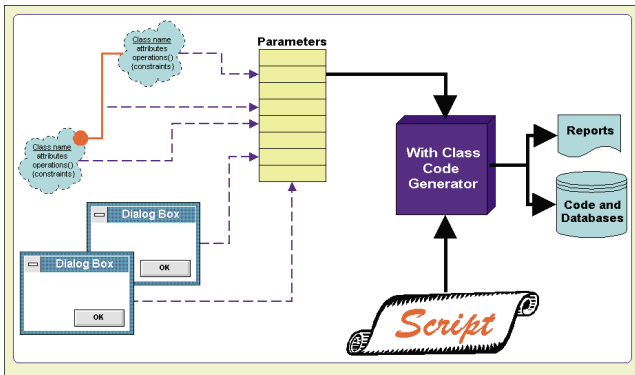 Class name
attributes
operations()
{constraints}
Parameters
Class name
attributes
operations()
{constraints}
With Class
Code
Generator
Reports
Code and
Databases
Dialog Box
OK
Dialog Box
OK
Script